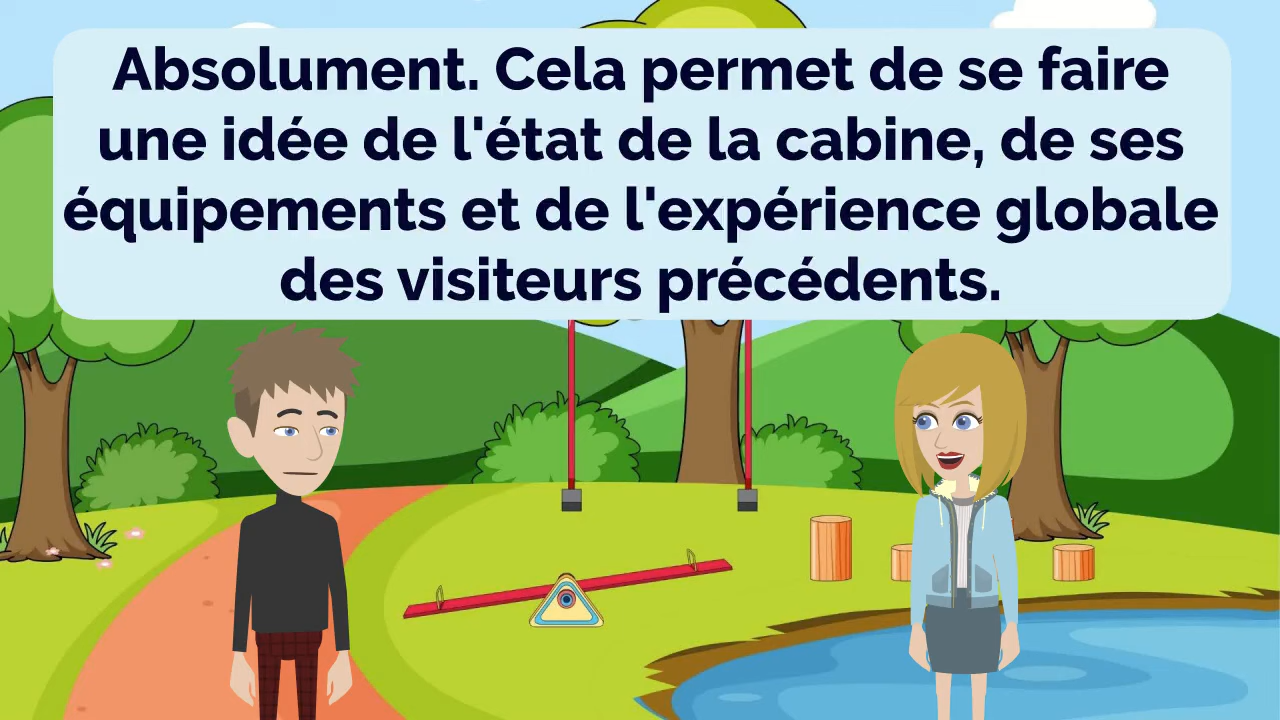 Absolument. Cela permet de se faire
une idée de l'état de la cabine, de ses
équipements et de l'expérience globale
des visiteurs précédents.